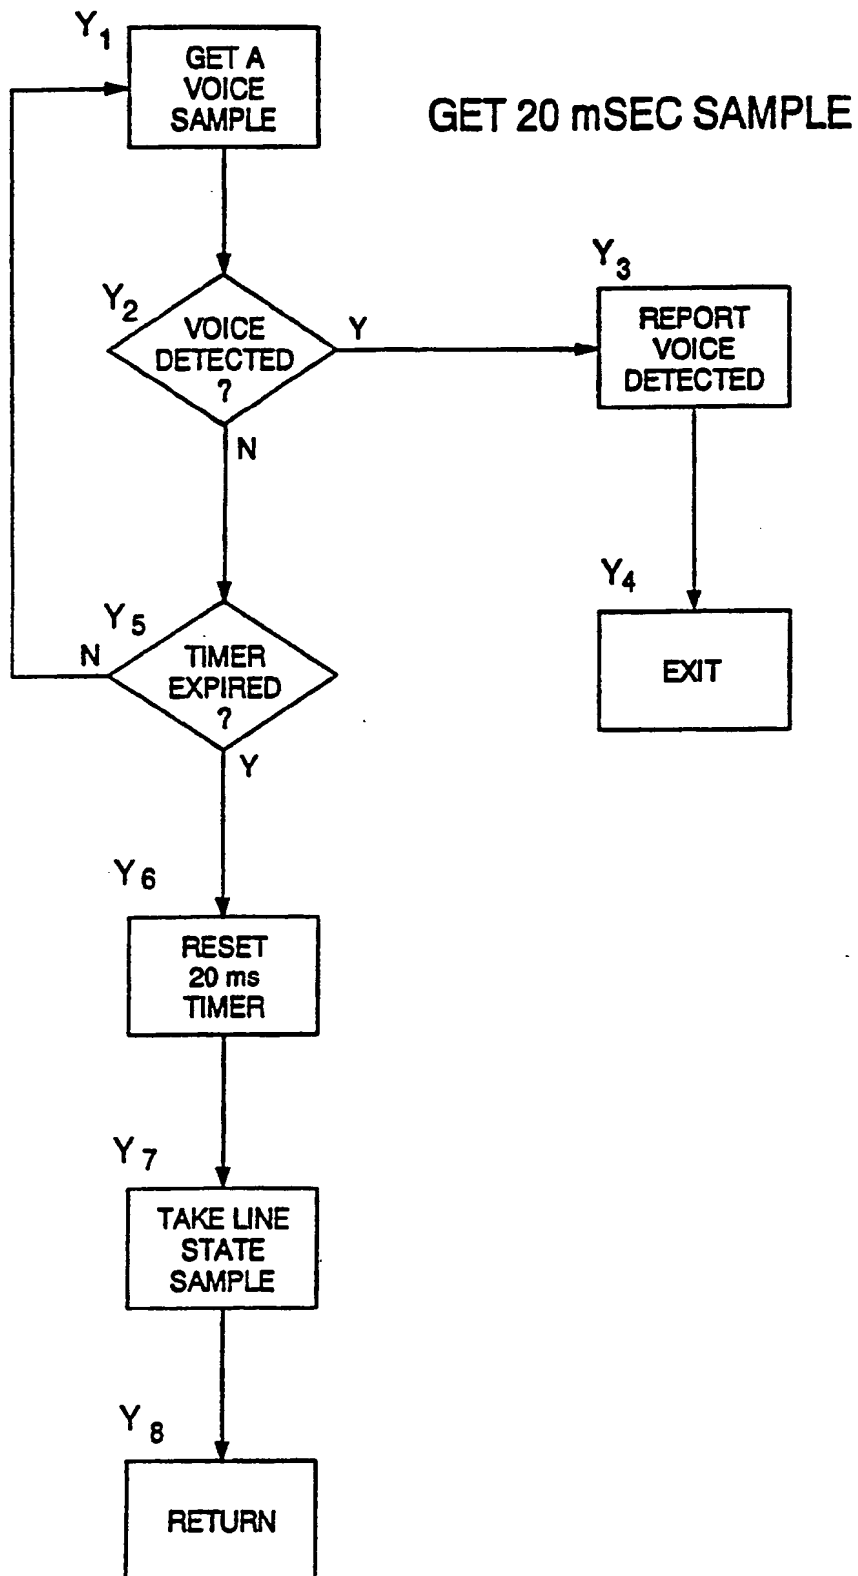 Y1
GET A
VOICE
SAMPLE
GET 20 mSEC SAMPLE
Y2
VOICE
DETECTED
?
Y
N
Y3
REPORT
VOICE
DETECTED
Y4
EXIT
Y5
N
TIMER
EXPIRED
?
Y
Y6
RESET
20 ms
TIMER
Y7
TAKE LINE
STATE
SAMPLE
Y8
RETURN